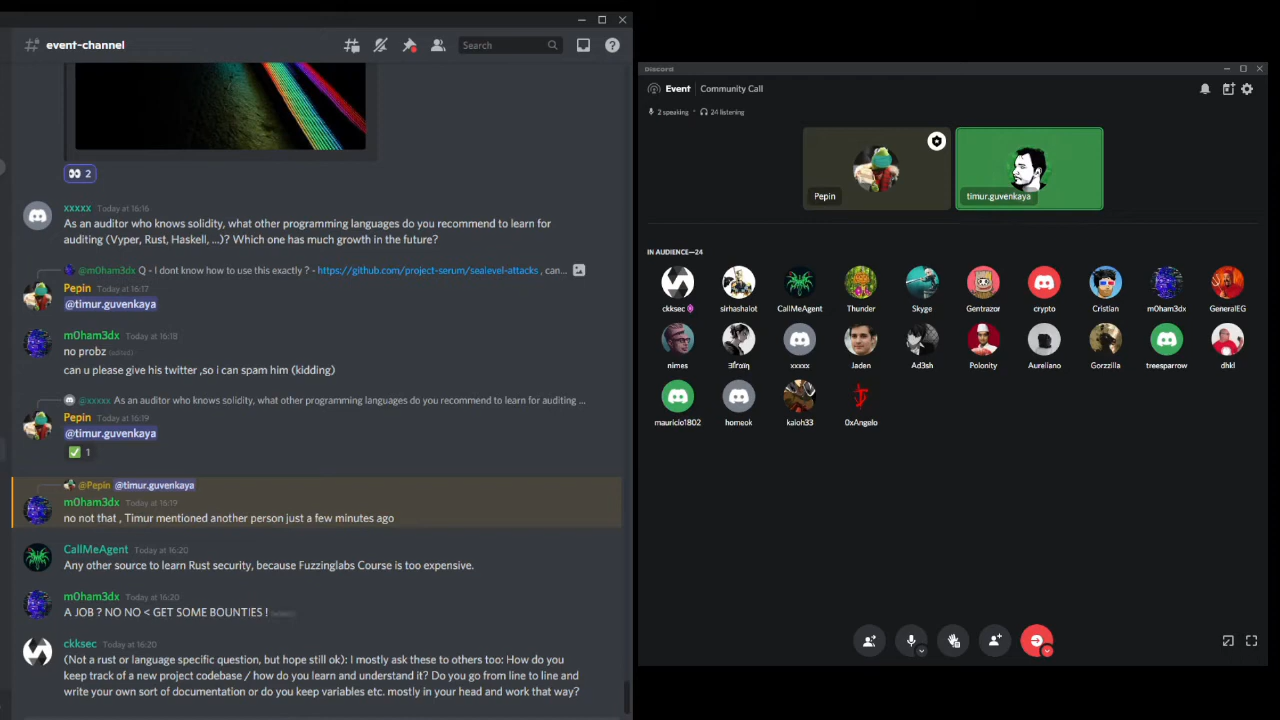 event-channel
Search
2
xxxxx Today at 16:16
As an auditor who knows solidity, what other programming languages do you recommend to learn for
auditing (Vyper, Rust, Haskell, ...)? Which one has much growth in the future?
@m0ham3dx Q - I dont know how to use this exactly ? - https://github.com/project-serum/sealevel-attacks , can...
Pepin Today at 16:17
@timur.guvenkaya
m0ham3dx Today at 16:18
no probz (edited)
can u please give his twitter ,so i can spam him (kidding)
@xxxxx As an auditor who knows solidity, what other programming languages do you recommend to learn for auditing ...
Pepin Today at 16:19
@timur.guvenkaya
1
@Pepin @timur.guvenkaya
m0ham3dx Today at 16:19
no not that , Timur mentioned another person just a few minutes ago
CallMeAgent Today at 16:20
Any other source to learn Rust security, because Fuzzinglabs Course is too expensive.
m0ham3dx Today at 16:20
A JOB ? NO NO < GET SOME BOUNTIES !
ckksec Today at 16:20
(Not a rust or language specific question, but hope still ok): I mostly ask these to others too: How do you
keep track of a new project codebase / how do you learn and understand it? Do you go from line to line and
write your own sort of documentation or do you keep variables etc. mostly in your head and work that way?
Discord
Event Community Call
2 speaking • 24 listening
Pepin
timur.guvenkaya
IN AUDIENCE—24
ckksec sirhashalot CallMeAgent Thunder Skyge Gentrazor crypto Cristian m0ham3dx GeneralEG
nimes xxxxx Jaden Ad3sh Polonity Aureliano Gorzilla treesparrow dhkl
mauricio1802 homeok kaloh33 0xAngelo